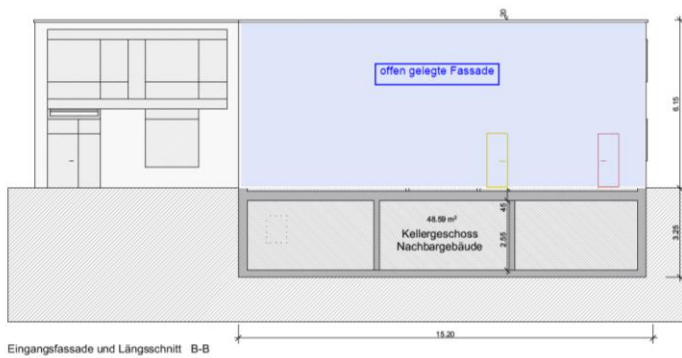 20
offen gelegte Fassade
6.15
48.59 m²
Kellergeschoss
Nachbargebäude
45
2.55
3.25
15.20
Eingangsfassade und Längsschnitt B-B